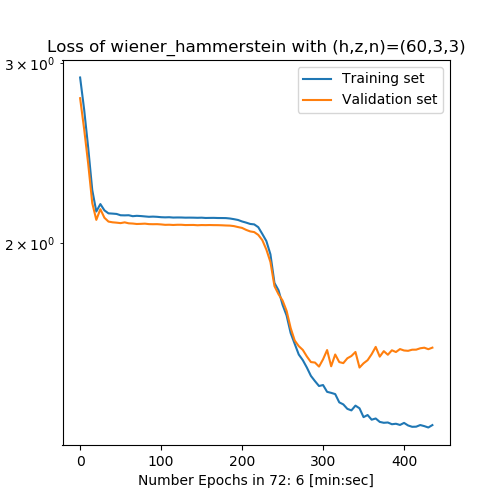 Loss of wiener_hammerstein with (h,z,n)=(60,3,3)
3 × 10⁰
Training set
Validation set
2 × 10⁰
0 100 200 300 400
Number Epochs in 72: 6 [min:sec]